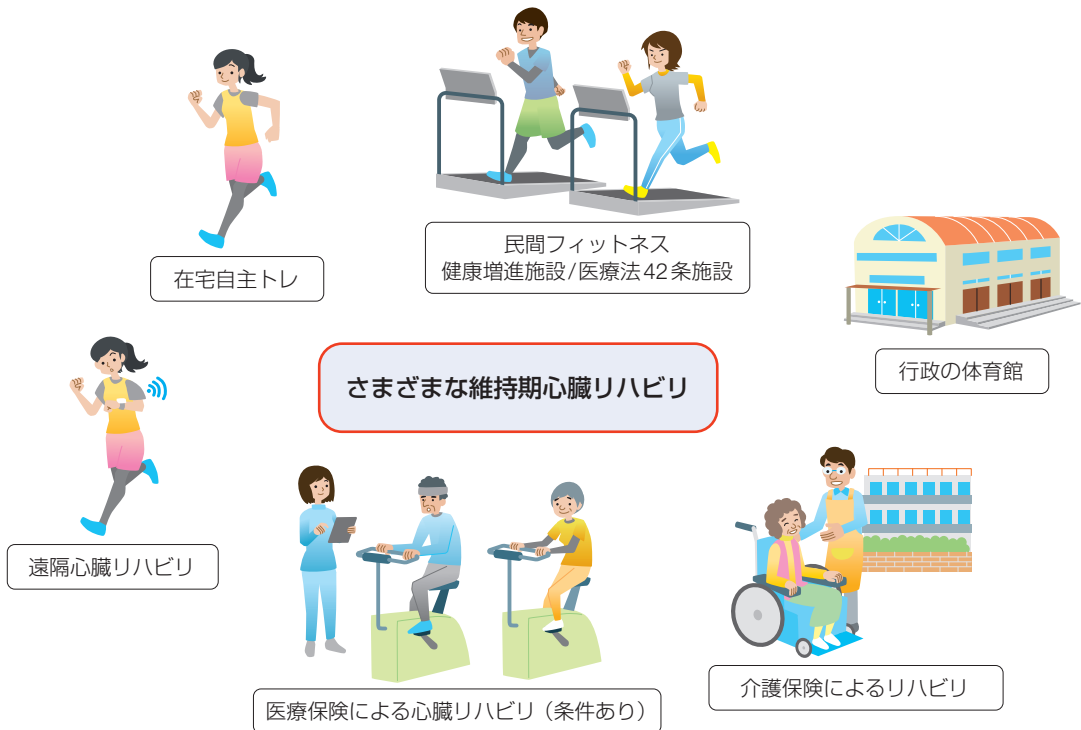 在宅自主トレ
民間フィットネス
健康増進施設/医療法42条施設
行政の体育館
さまざまな維持期心臓リハビリ
遠隔心臓リハビリ
医療保険による心臓リハビリ（条件あり）
介護保険によるリハビリ